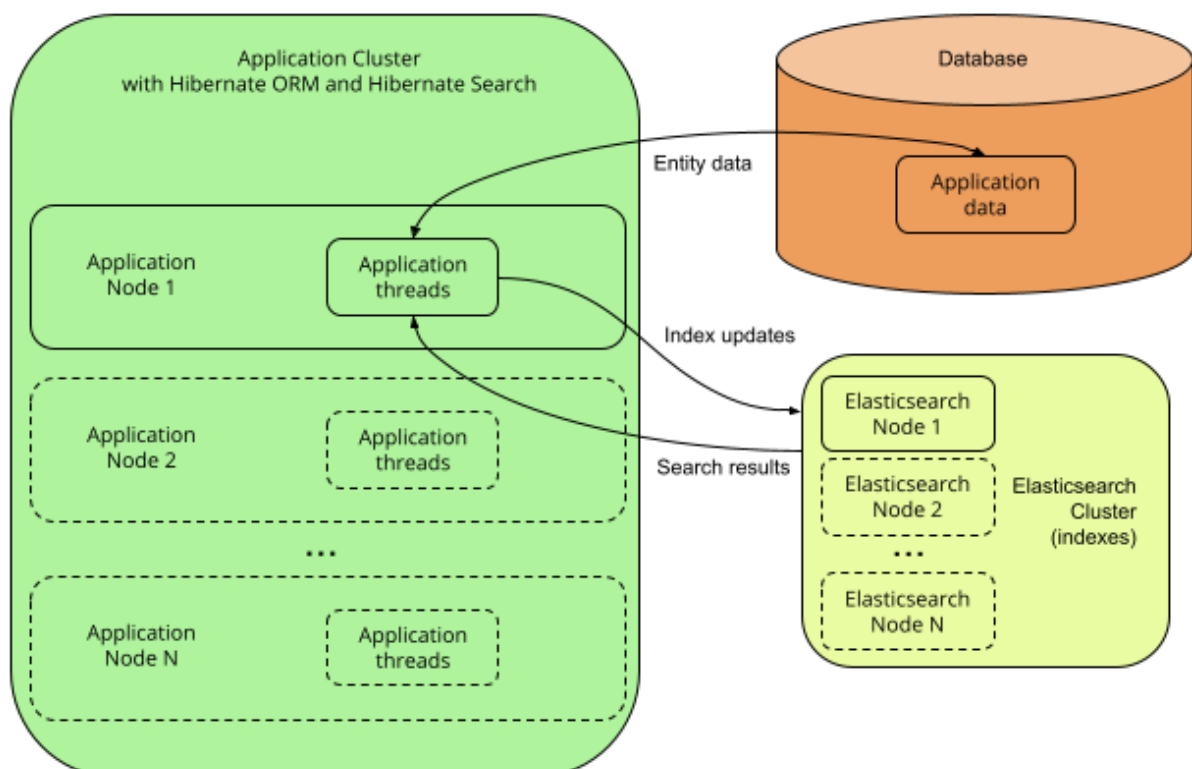 Application Cluster
with Hibernate ORM and Hibernate Search
Database
Entity data
Application
data
Application
Node 1
Application
threads
Index updates
Application
Node 2
Application
threads
Search results
Elasticsearch
Node 1
Elasticsearch
Node 2
...
Elasticsearch
Node N
Elasticsearch
Cluster
(indexes)
...
Application
Node N
Application
threads